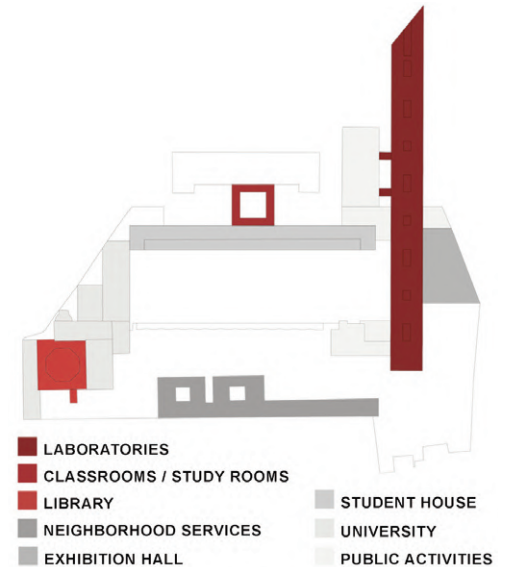 LABORATORIES
CLASSROOMS / STUDY ROOMS
LIBRARY
NEIGHBORHOOD SERVICES
EXHIBITION HALL
STUDENT HOUSE
UNIVERSITY
PUBLIC ACTIVITIES